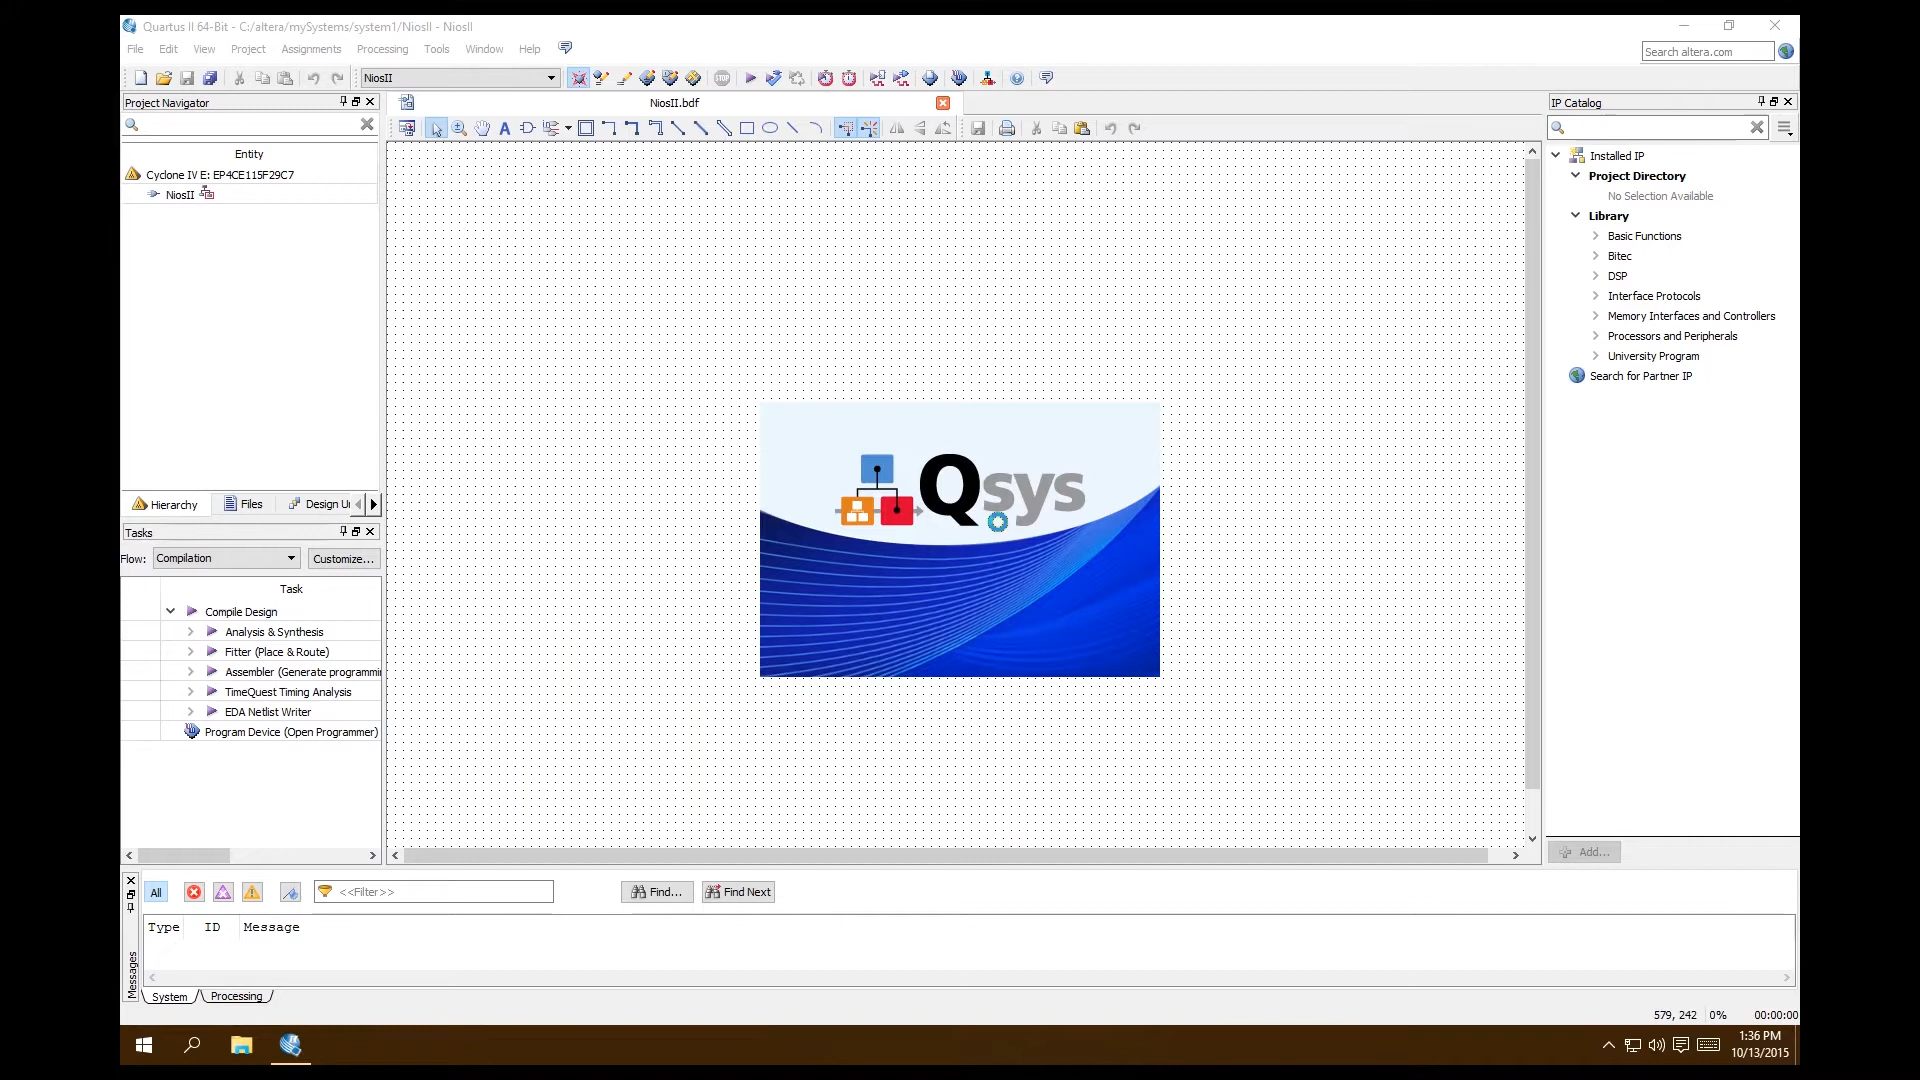 Quartus II 64-Bit - C:/altera/mySystems/system1/NiosII - NiosII
File Edit View Project Assignments Processing Tools Window Help
Search altera.com
NiosII
Project Navigator
NiosII.bdf
IP Catalog
Entity
Cyclone IV E: EP4CE115F29C7
NiosII
Installed IP
Project Directory
No Selection Available
Library
Basic Functions
Bitec
DSP
Interface Protocols
Memory Interfaces and Controllers
Processors and Peripherals
University Program
Search for Partner IP
Qsys
Hierarchy Files Design Ur
Tasks
Flow: Compilation Customize...
Task
Compile Design
Analysis & Synthesis
Fitter (Place & Route)
Assembler (Generate programmi
TimeQuest Timing Analysis
EDA Netlist Writer
Program Device (Open Programmer)
Add...
All <<Filter>> Find... Find Next
Type ID Message
Messages
System Processing
579, 242 0% 00:00:00
1:36 PM
10/13/2015